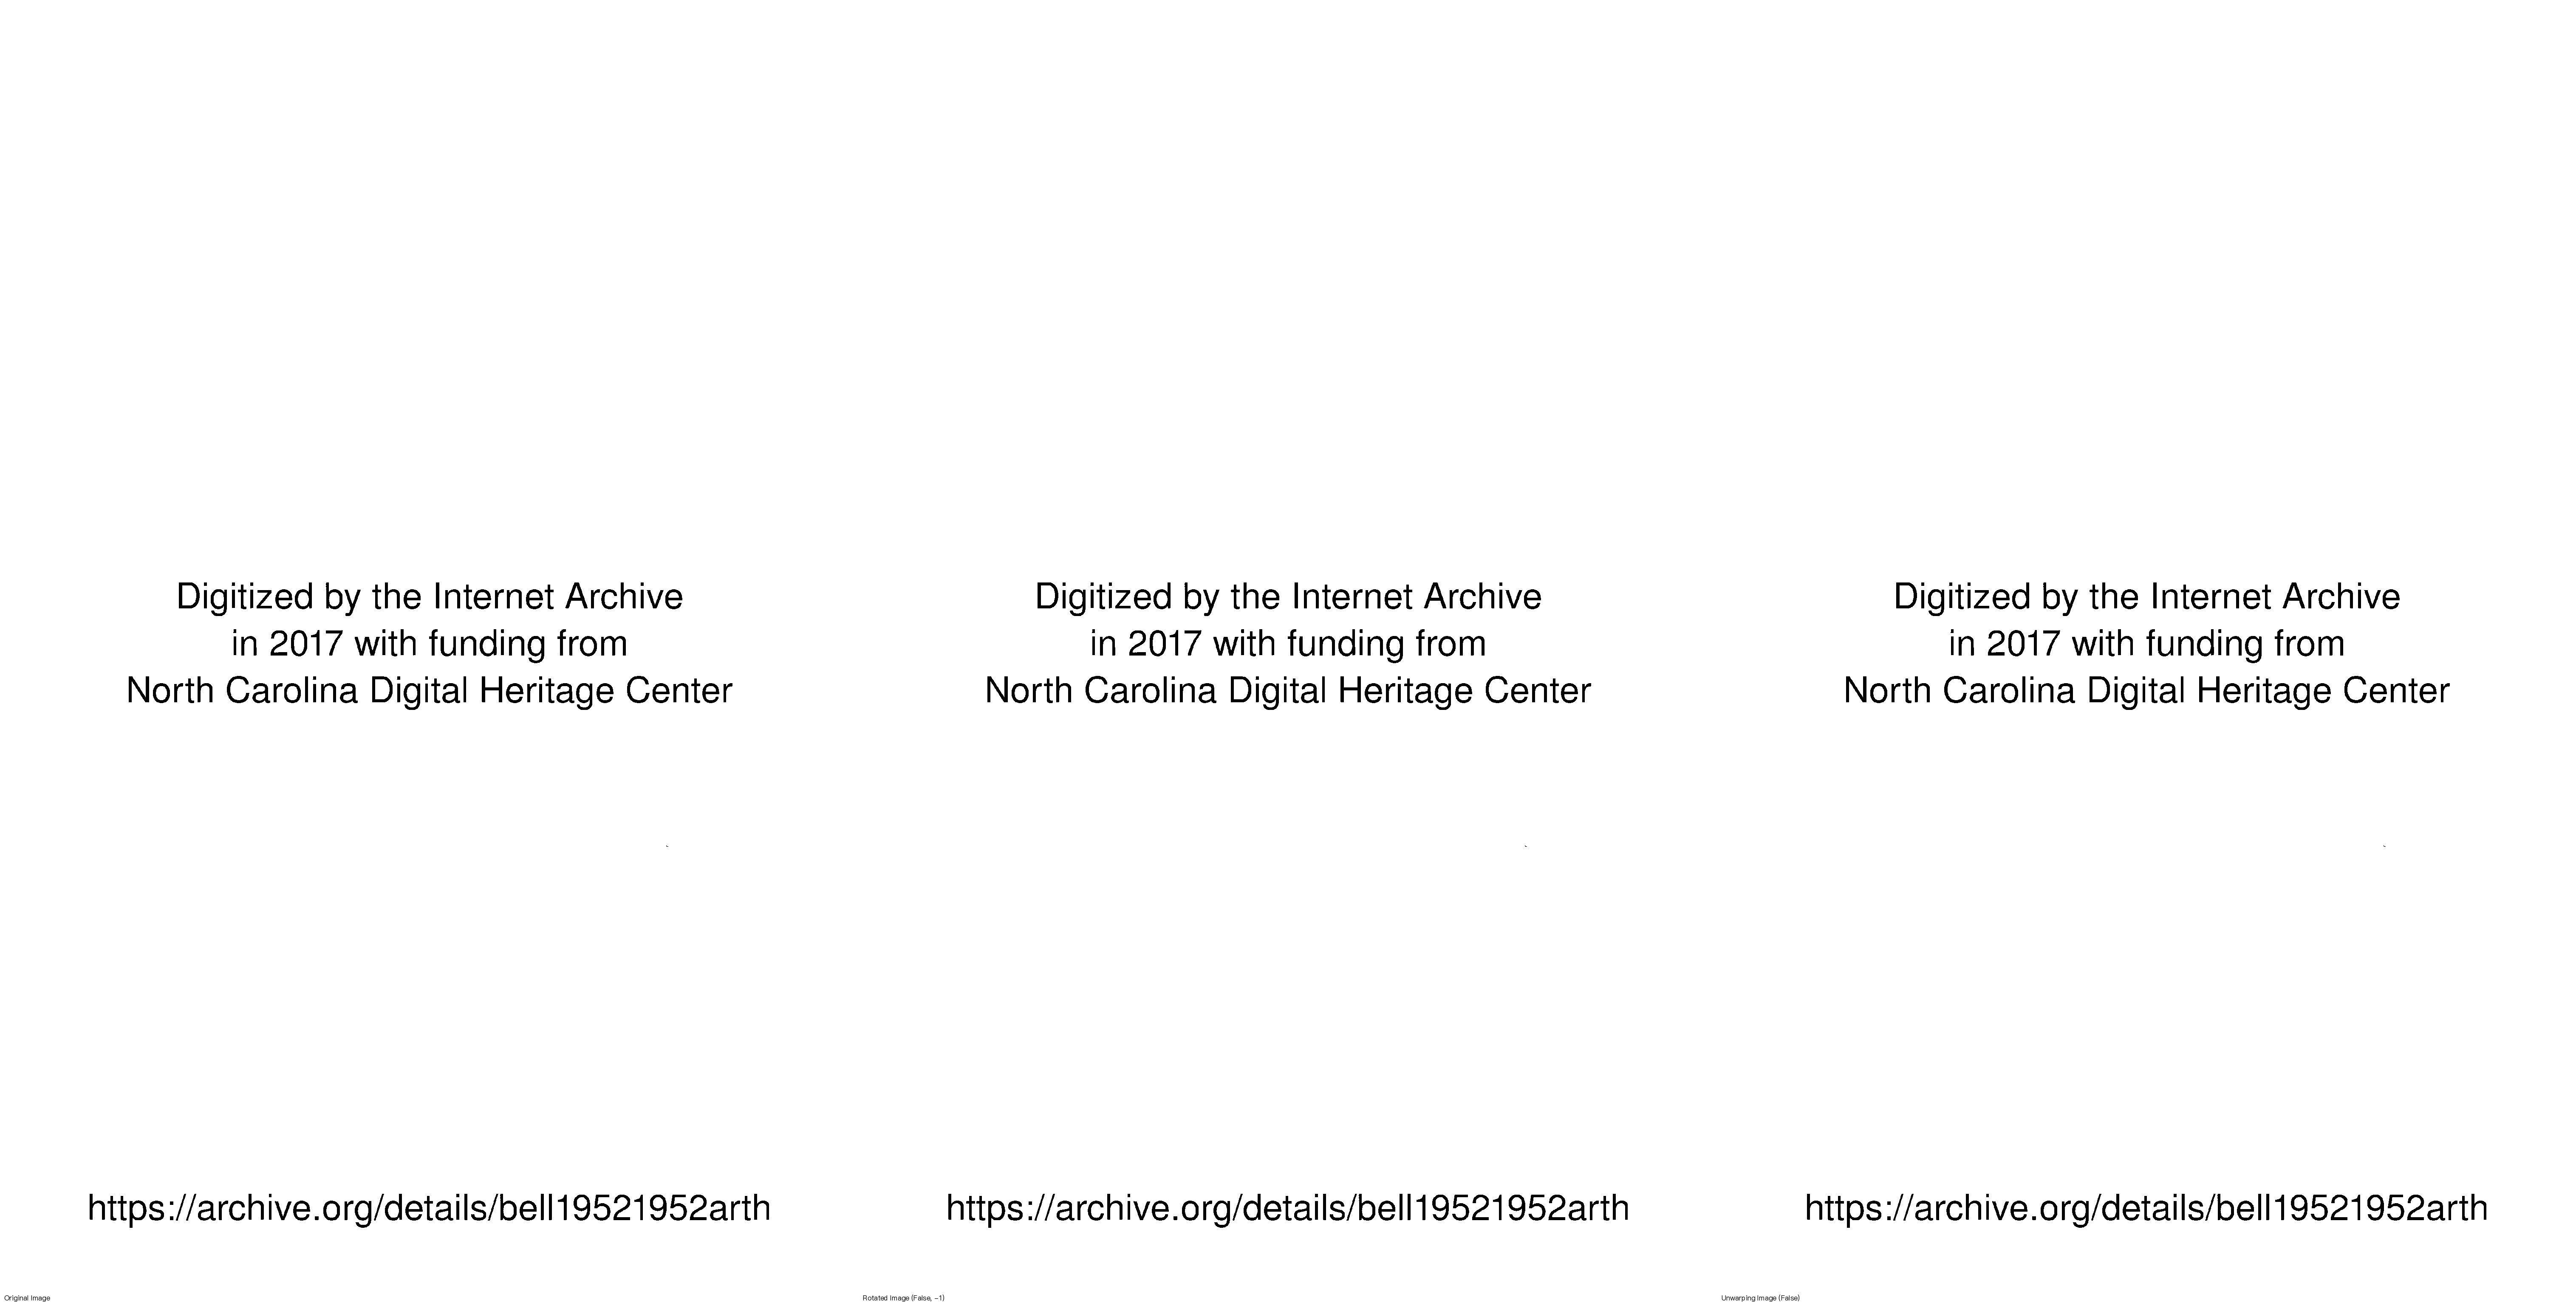 Digitized by the Internet Archive
in 2017 with funding from
North Carolina Digital Heritage Center
https://archive.org/details/bell19521952arth
Original Image
Digitized by the Internet Archive
in 2017 with funding from
North Carolina Digital Heritage Center
https://archive.org/details/bell19521952arth
Rotated Image (False, -1)
Digitized by the Internet Archive
in 2017 with funding from
North Carolina Digital Heritage Center
https://archive.org/details/bell19521952arth
Unwarping Image (False)